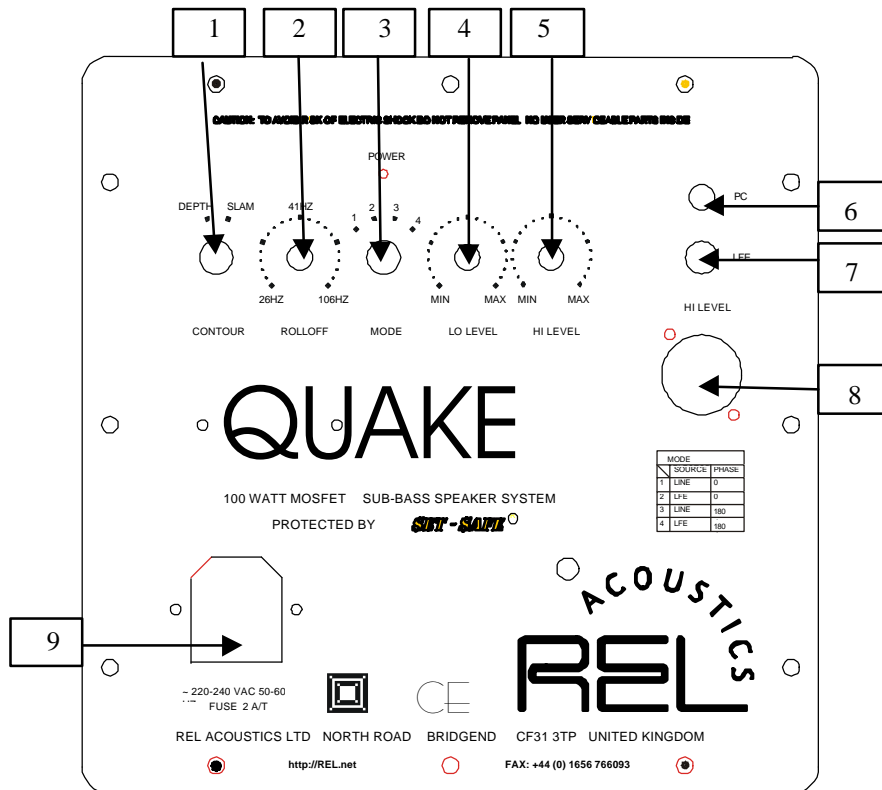 1 2 3 4 5
CAUTION: TO AVOID RISK OF ELECTRIC SHOCK DO NOT REMOVE PANEL NO USER SERVICEABLE PARTS INSIDE
POWER
DEPTH SLAM 41HZ 1 2 3 4
PC
6
LFE
7
26HZ 106HZ MIN MAX MIN MAX
HI LEVEL
CONTOUR ROLLOFF MODE LO LEVEL HI LEVEL
8
QUAKE
MODE
SOURCE PHASE
1 LINE 0
2 LFE 0
3 LINE 180
4 LFE 180
100 WATT MOSFET SUB-BASS SPEAKER SYSTEM
PROTECTED BY SET-SAFE
ACOUSTICS
REL
9
~ 220-240 VAC 50-60
FUSE 2 A/T
CE
REL ACOUSTICS LTD NORTH ROAD BRIDGEND CF31 3TP UNITED KINGDOM
http://REL.net FAX: +44 (0) 1656 766093